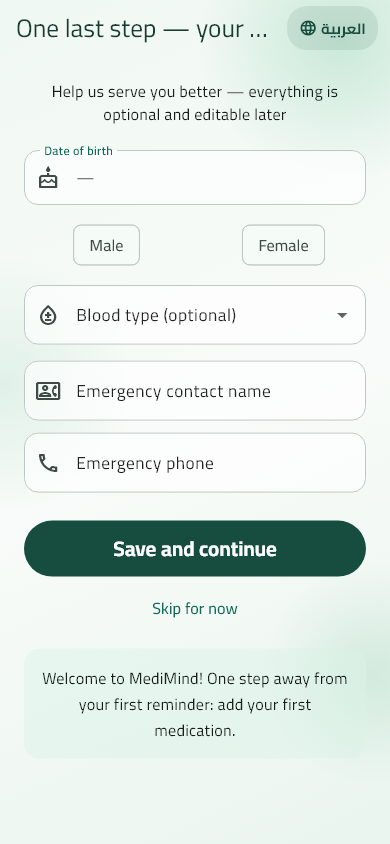 One last step — your ...
العربية
Help us serve you better — everything is
optional and editable later
Date of birth
—
Male
Female
Blood type (optional)
Emergency contact name
Emergency phone
Save and continue
Skip for now
Welcome to MediMind! One step away from
your first reminder: add your first
medication.